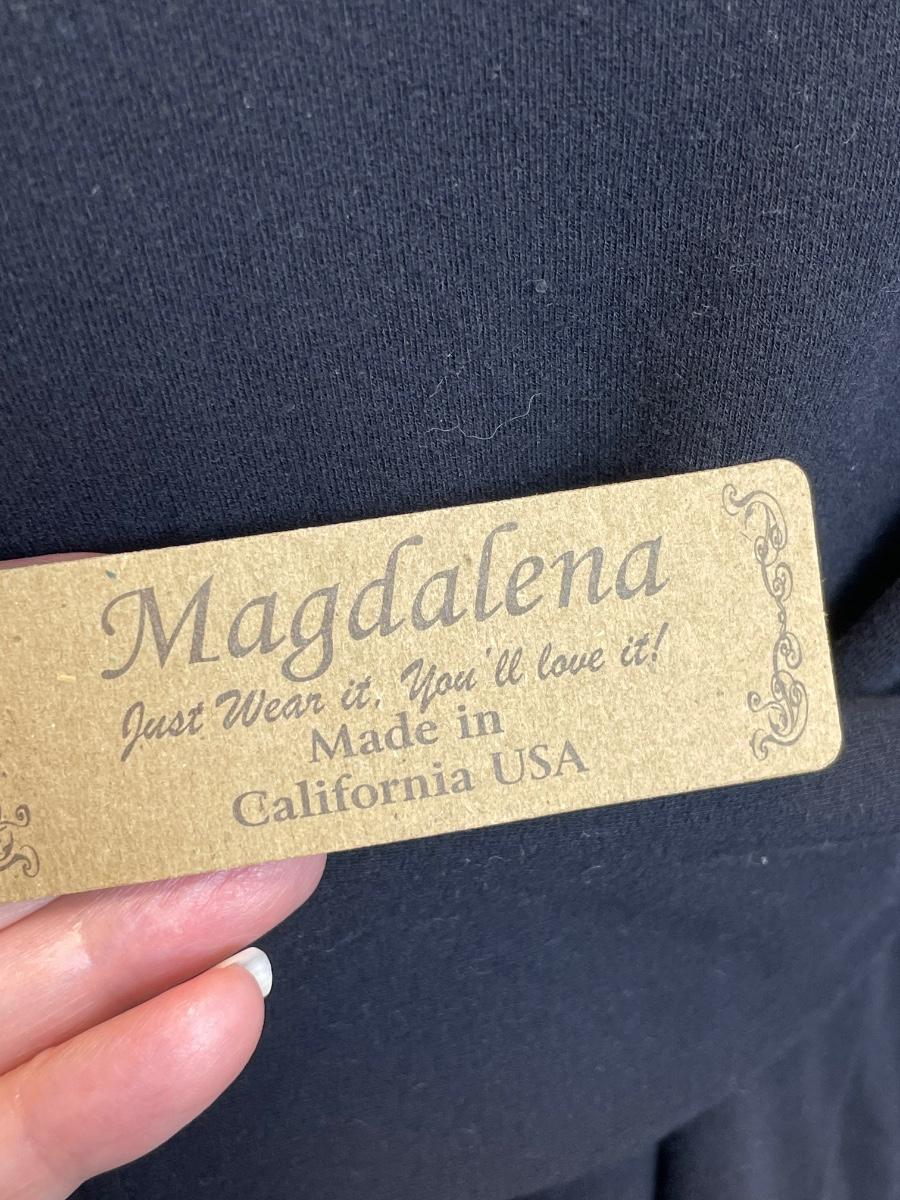 Magdalena
Just Wear it, You'll love it!
Made in
California USA